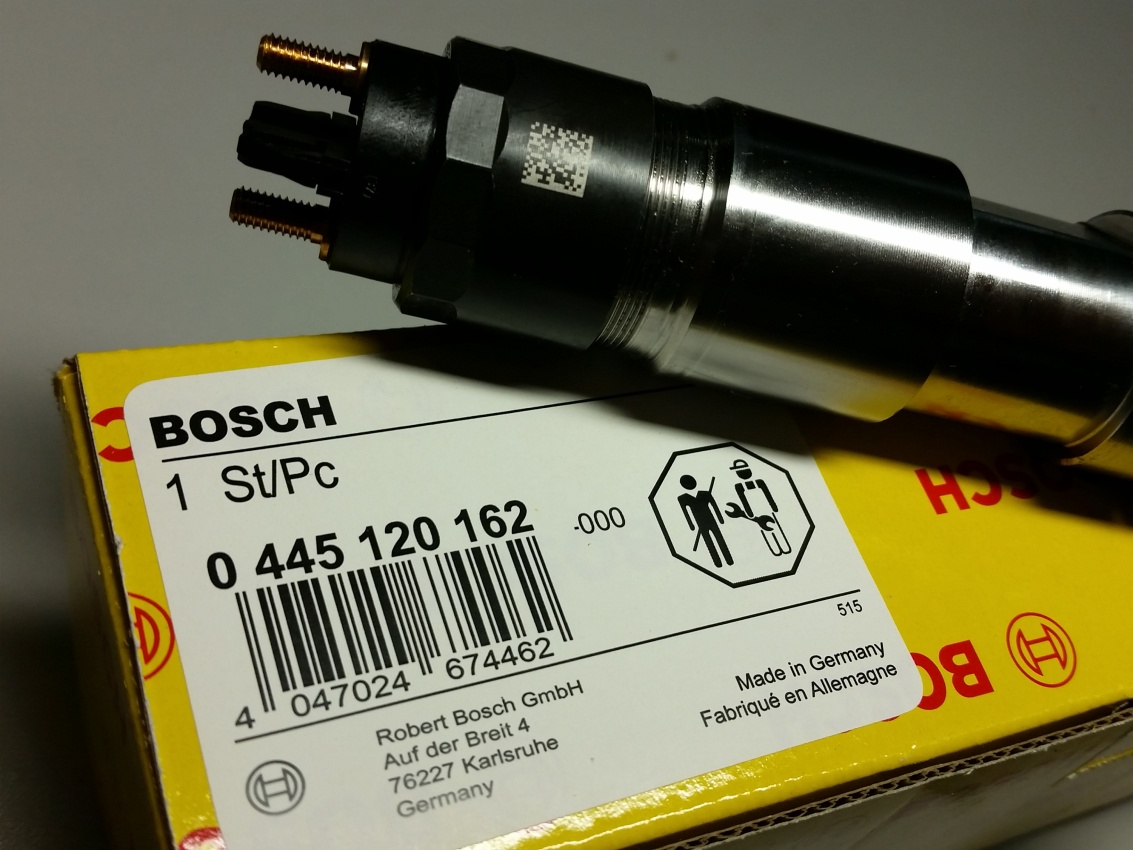 BOSCH
1 St/Pc
0 445 120 162 -000
4 047024 674462
515
Made in Germany
Fabriqué en Allemagne
Robert Bosch GmbH
Auf der Breit 4
76227 Karlsruhe
Germany
BOSCH
BOSCH